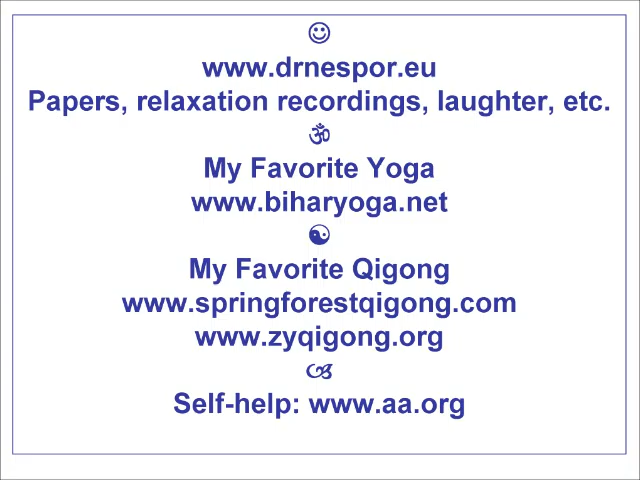 ☺
www.drnespor.eu
Papers, relaxation recordings, laughter, etc.
ॐ
My Favorite Yoga
www.biharyoga.net
☯
My Favorite Qigong
www.springforestqigong.com
www.zyqigong.org
Self-help: www.aa.org